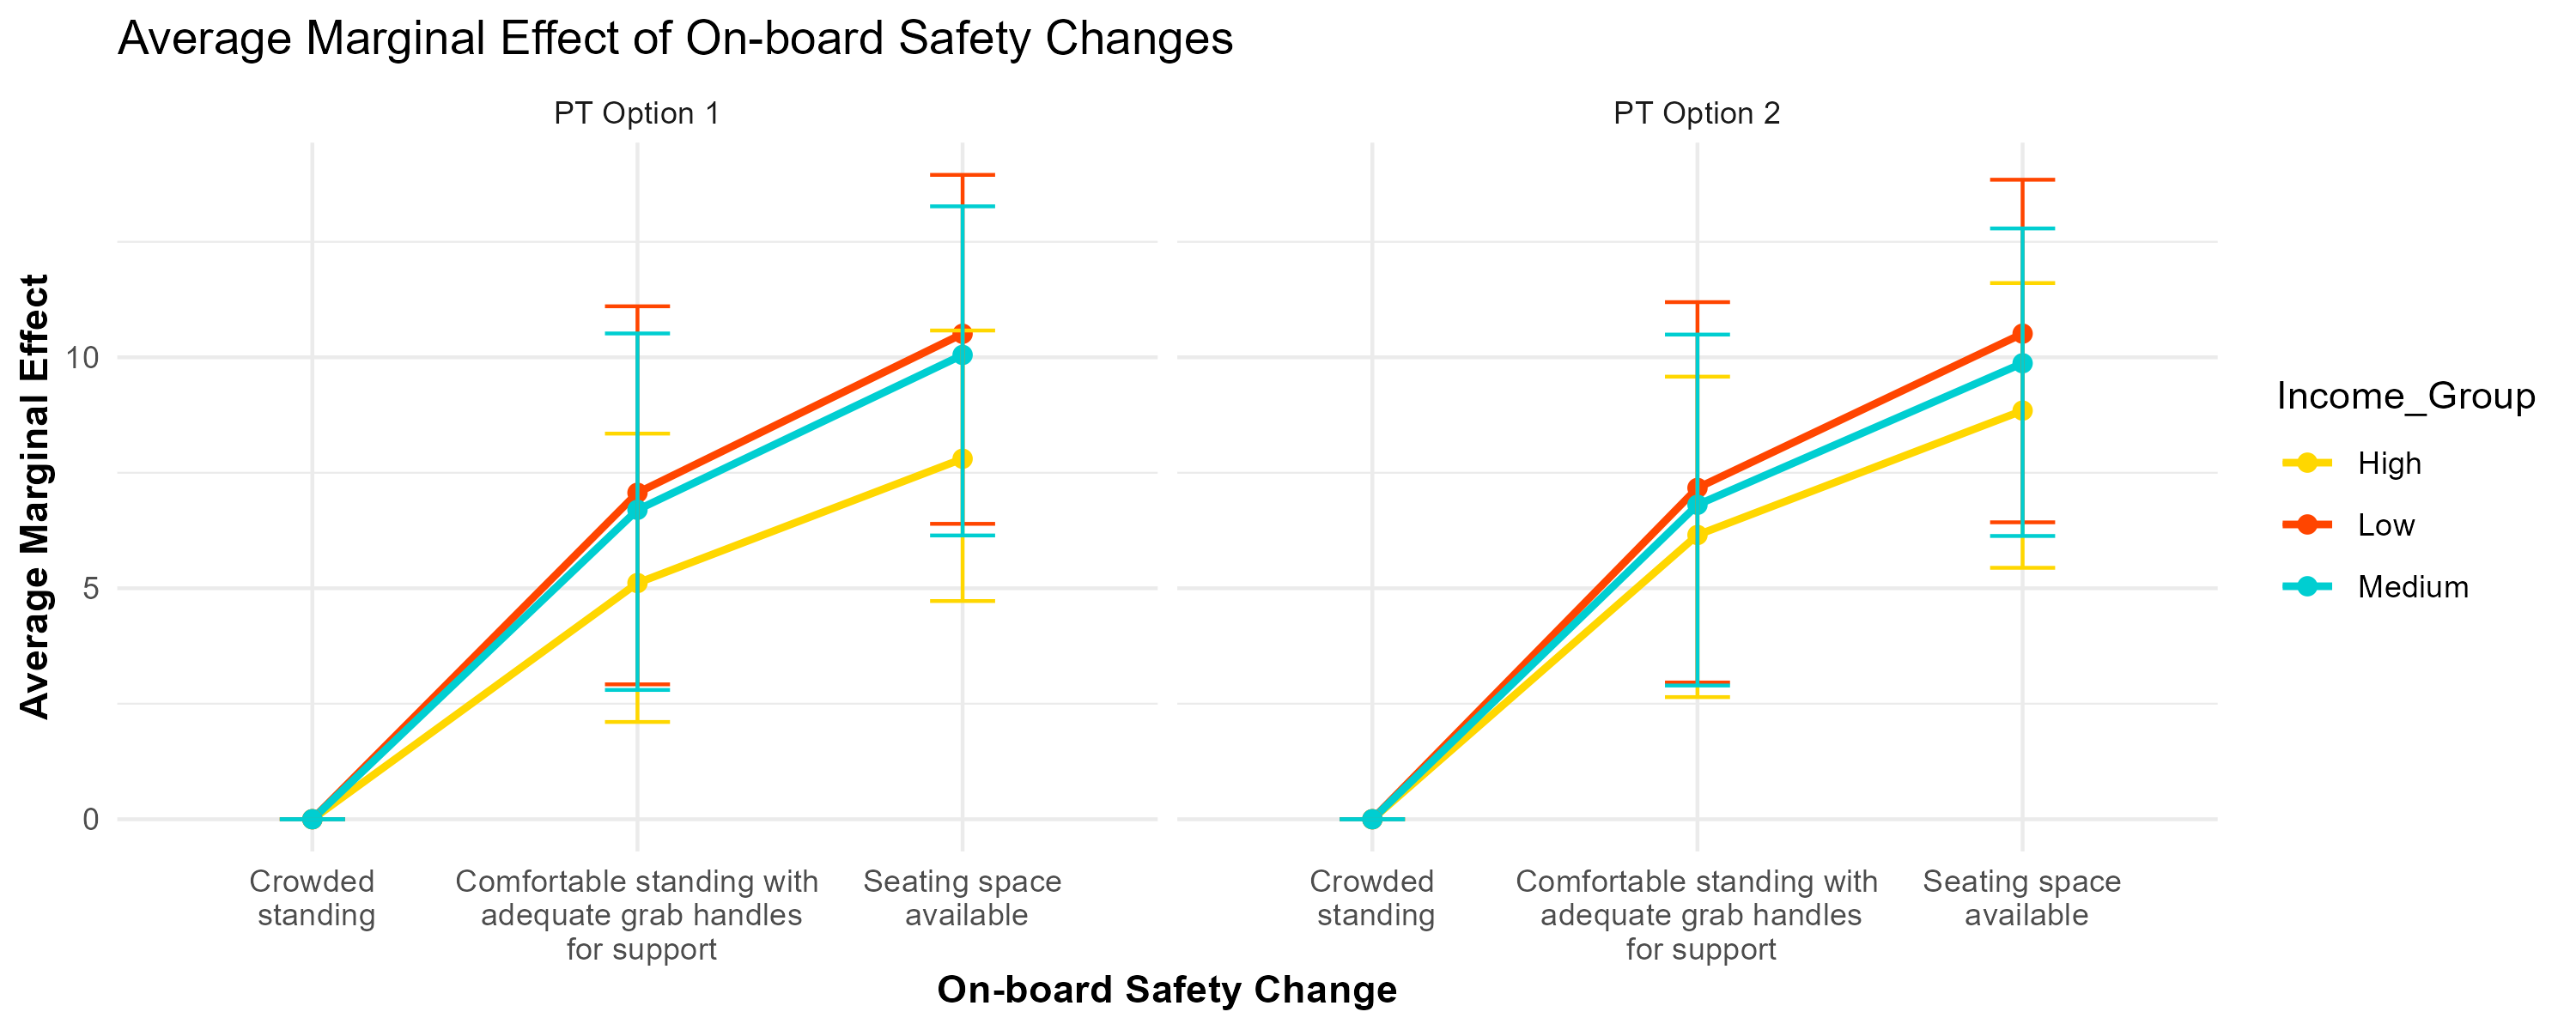 Average Marginal Effect of On-board Safety Changes
PT Option 1
PT Option 2
Average Marginal Effect
10
5
0
Crowded
standing
Comfortable standing with
adequate grab handles
for support
Seating space
available
Crowded
standing
Comfortable standing with
adequate grab handles
for support
Seating space
available
On-board Safety Change
Income_Group
High
Low
Medium